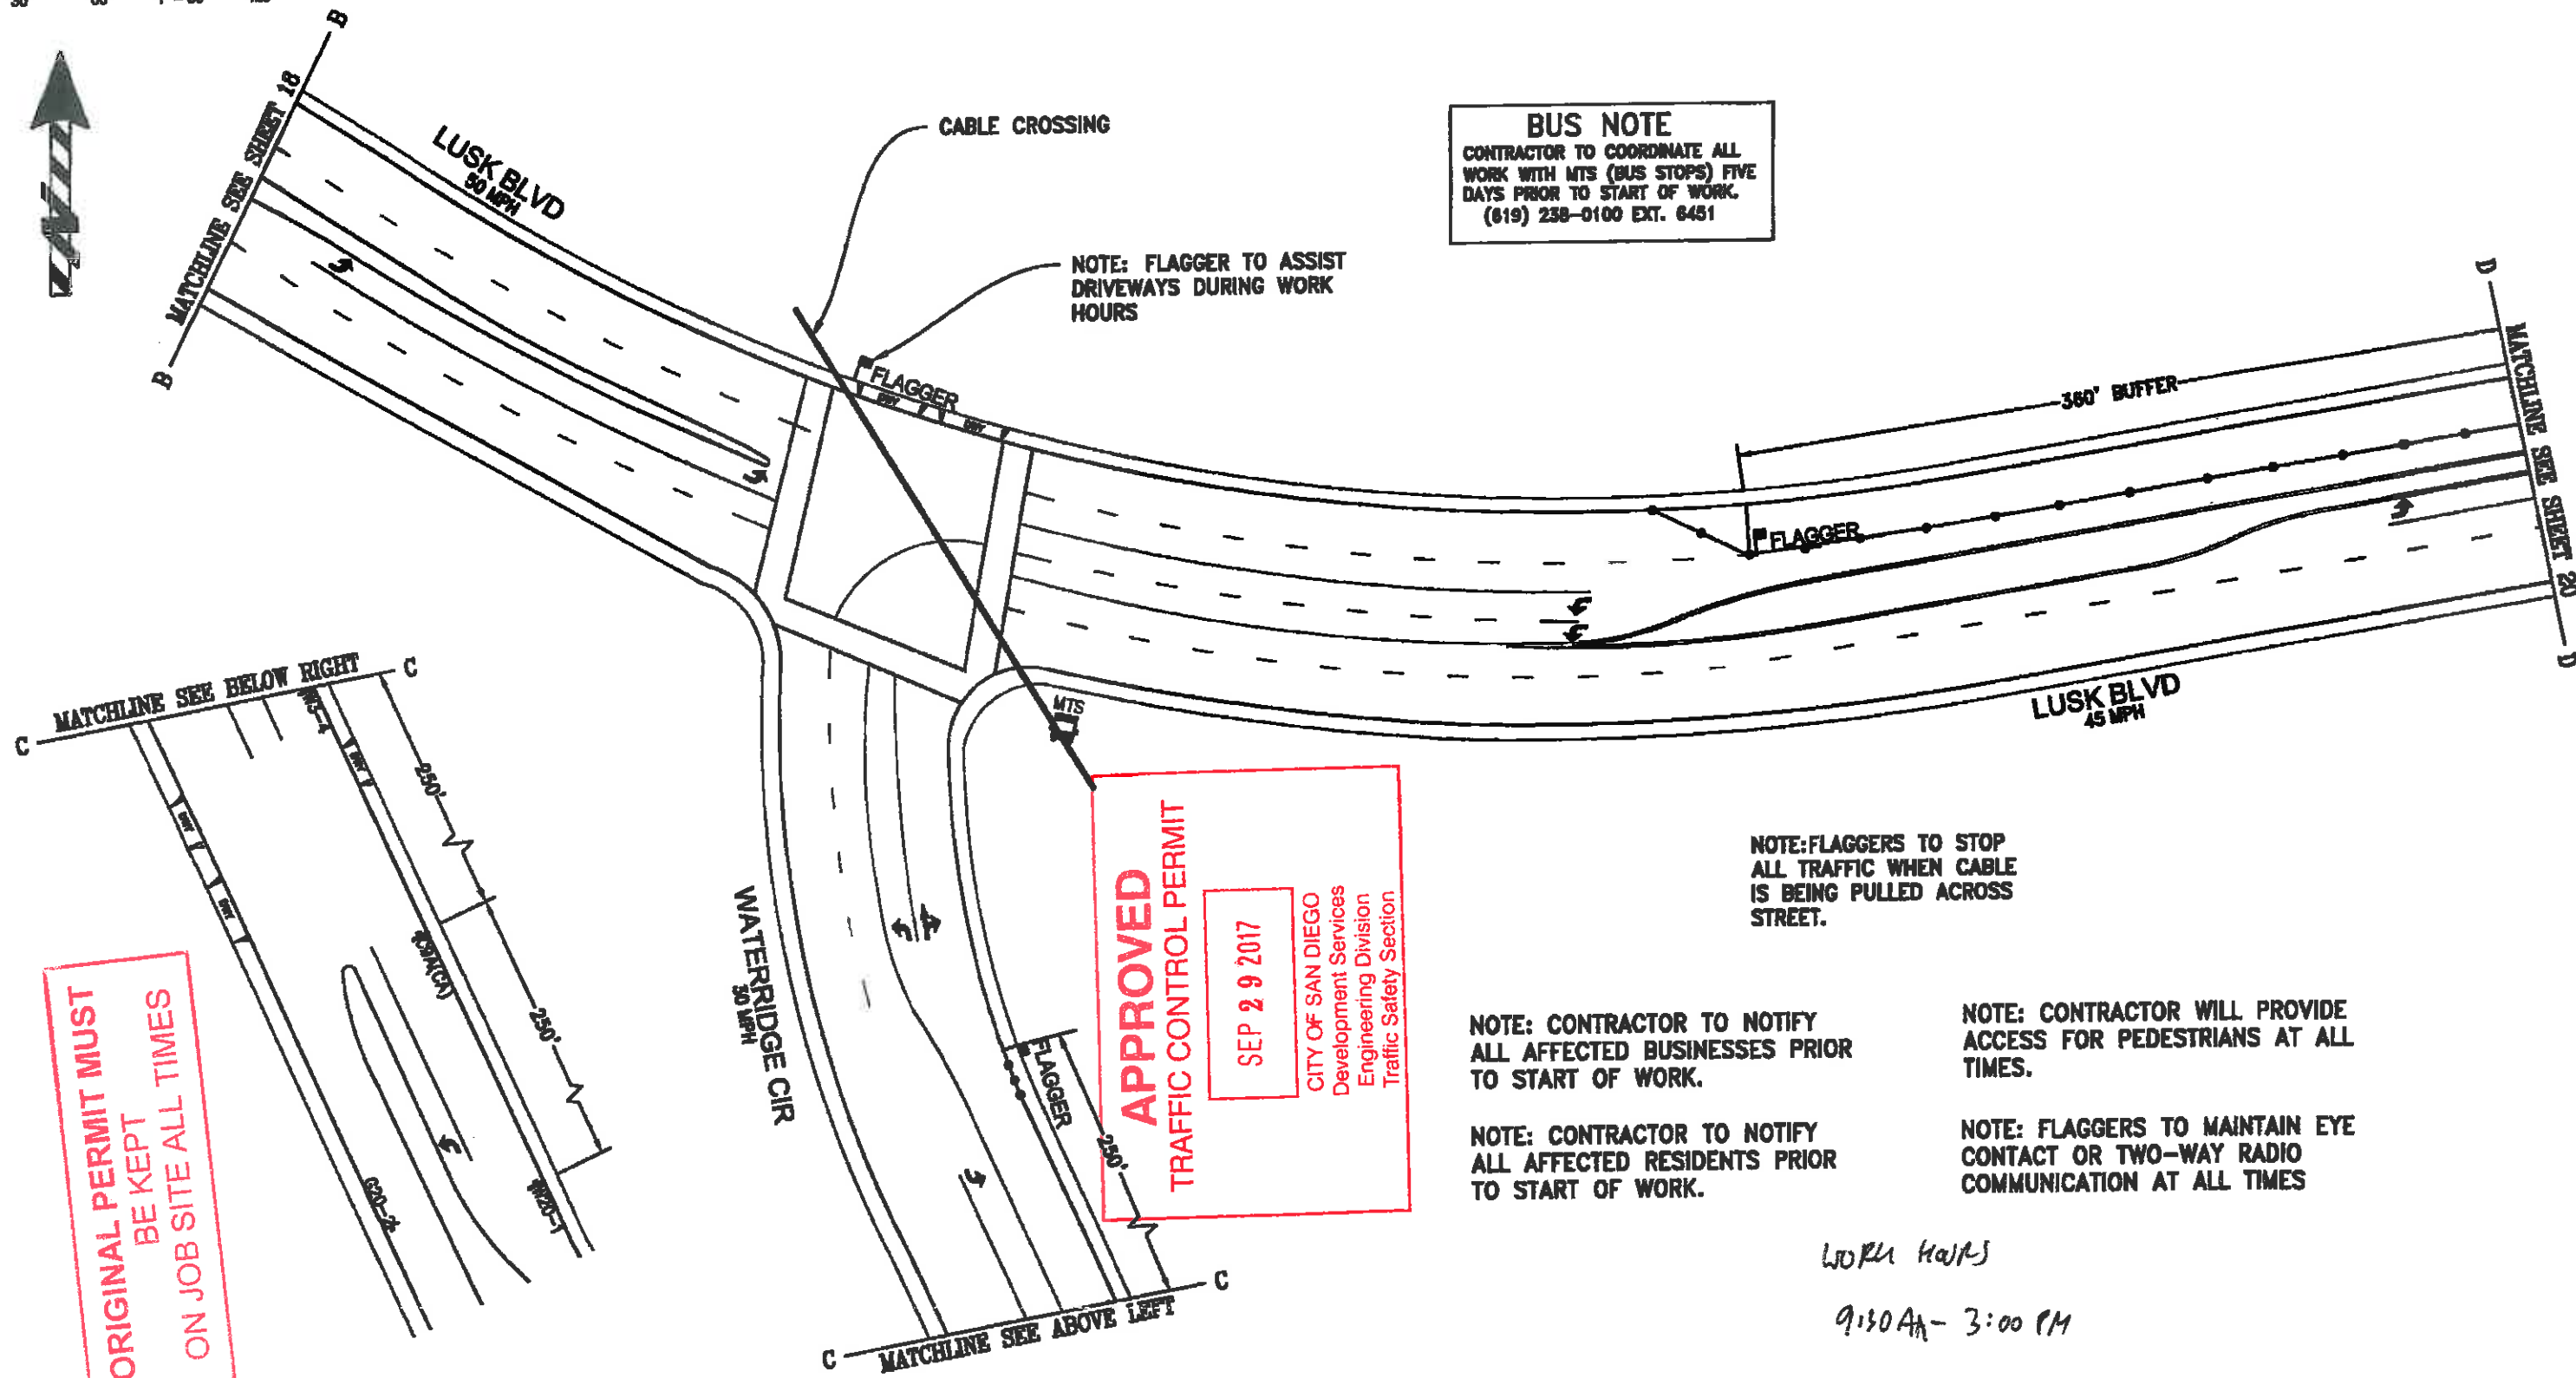 B
MATCHLINE SEE SHEET 18
B
LUSK BLVD
50 MPH
CABLE CROSSING
NOTE: FLAGGER TO ASSIST
DRIVEWAYS DURING WORK
HOURS
BUS NOTE
CONTRACTOR TO COORDINATE ALL
WORK WITH MTS (BUS STOPS) FIVE
DAYS PRIOR TO START OF WORK.
(619) 238-0100 EXT. 6451
FLAGGER
DWY
DWY
360' BUFFER
FLAGGER
D
MATCHLINE SEE SHEET 20
D
LUSK BLVD
45 MPH
MTS
C
MATCHLINE SEE BELOW RIGHT
C
DWY
250'
DWY
DWY
250'
G20-2
WATERRIDGE CIR
30 MPH
FLAGGER
250'
C
MATCHLINE SEE ABOVE LEFT
C
ORIGINAL PERMIT MUST
BE KEPT
ON JOB SITE ALL TIMES
APPROVED
TRAFFIC CONTROL PERMIT
SEP 29 2017
CITY OF SAN DIEGO
Development Services
Engineering Division
Traffic Safety Section
NOTE:FLAGGERS TO STOP
ALL TRAFFIC WHEN CABLE
IS BEING PULLED ACROSS
STREET.
NOTE: CONTRACTOR TO NOTIFY
ALL AFFECTED BUSINESSES PRIOR
TO START OF WORK.
NOTE: CONTRACTOR TO NOTIFY
ALL AFFECTED RESIDENTS PRIOR
TO START OF WORK.
NOTE: CONTRACTOR WILL PROVIDE
ACCESS FOR PEDESTRIANS AT ALL
TIMES.
NOTE: FLAGGERS TO MAINTAIN EYE
CONTACT OR TWO-WAY RADIO
COMMUNICATION AT ALL TIMES
WORK HOURS
9:30 AM - 3:00 PM